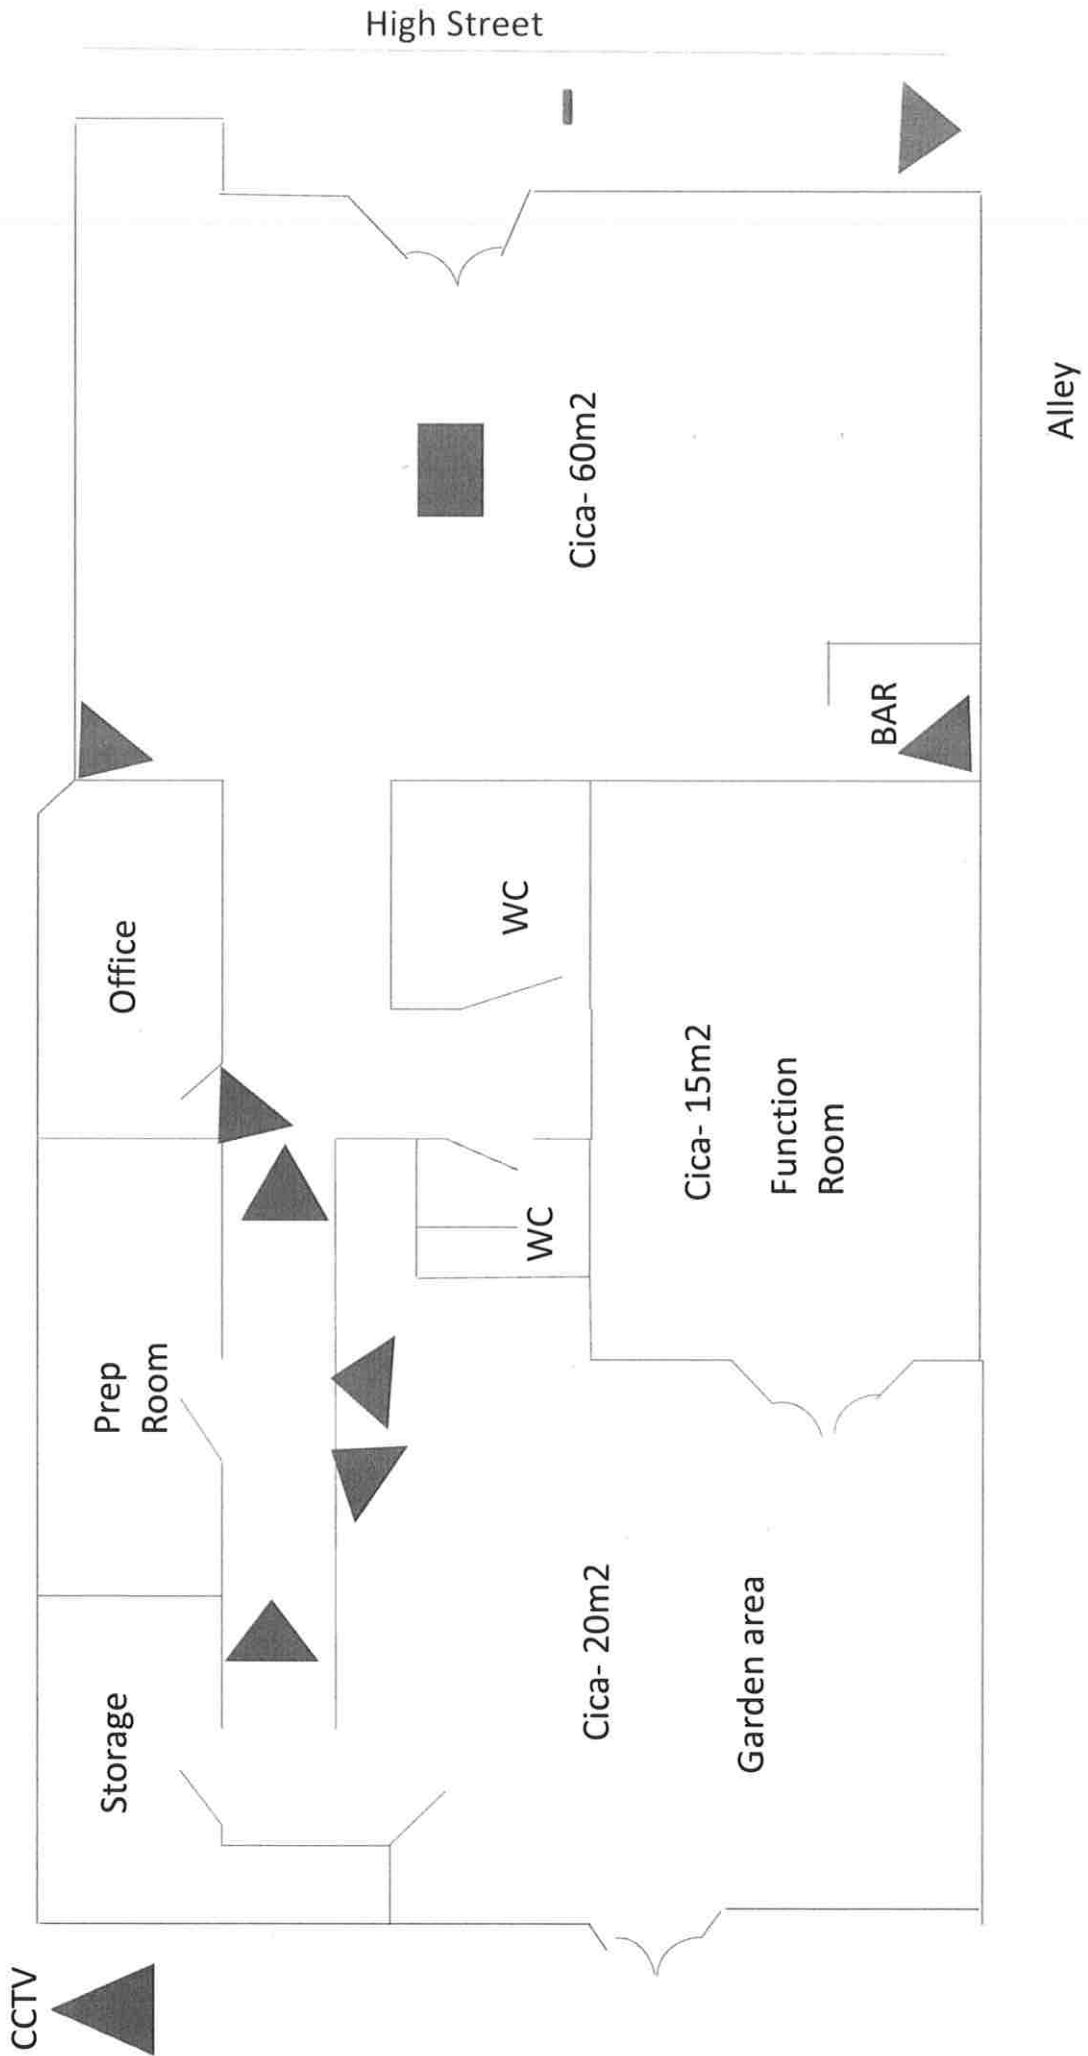 High Street
Alley
Cica- 60m2
BAR
Office
WC
Cica- 15m2
Function
Room
WC
Prep
Room
Storage
Cica- 20m2
Garden area
CCTV